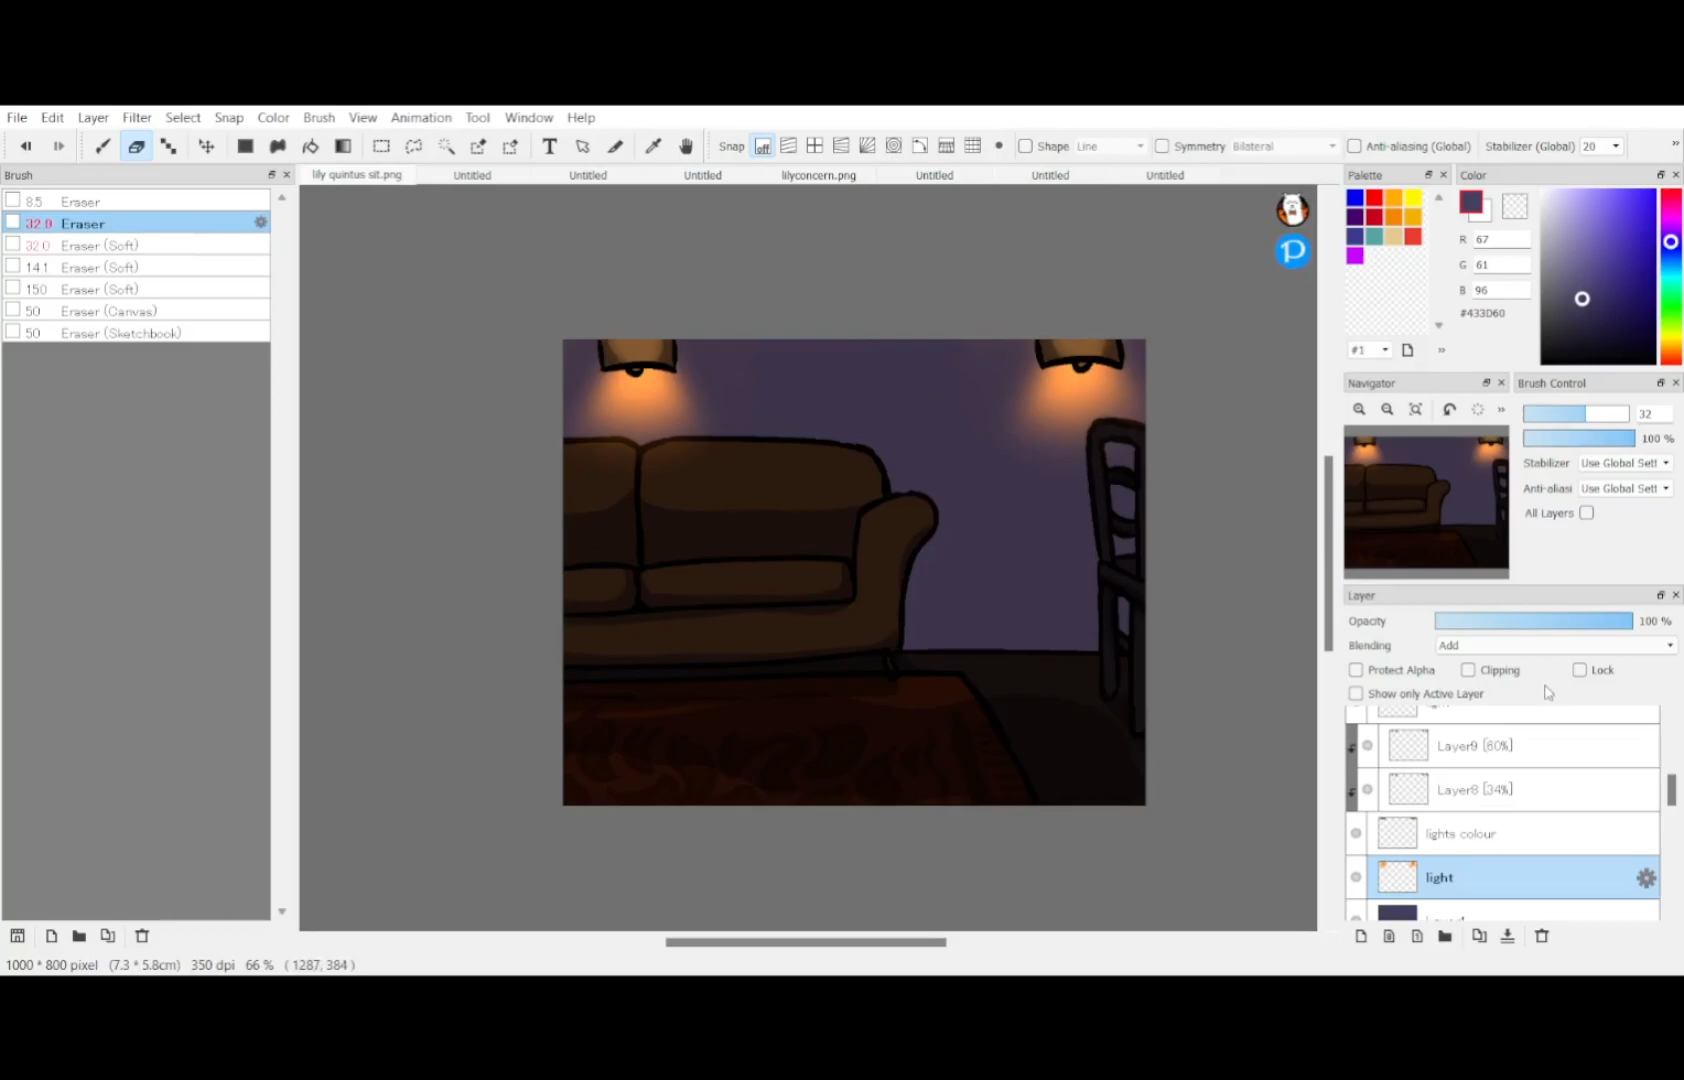 File Edit Layer Filter Select Snap Color Brush View Animation Tool Window Help
Snap off Shape Line Symmetry Bilateral Anti-aliasing (Global) Stabilizer (Global) 20 »
Brush
lily quintus sit.png Untitled Untitled Untitled lilyconcern.png Untitled Untitled Untitled
Palette
Color
8.5 Eraser
32.0 Eraser
32.0 Eraser (Soft)
14.1 Eraser (Soft)
150 Eraser (Soft)
50 Eraser (Canvas)
50 Eraser (Sketchbook)
P
R 67
G 61
B 96
#433D60
#1 »
Navigator
Brush Control
»
32
100 %
Stabilizer Use Global Sett
Anti-aliasi Use Global Sett
All Layers
Layer
Opacity 100 %
Blending Add
Protect Alpha Clipping Lock
Show only Active Layer
Layer9 [60%]
Layer8 [34%]
lights colour
light
1000 * 800 pixel (7.3 * 5.8cm) 350 dpi 66 % ( 1287, 384 )